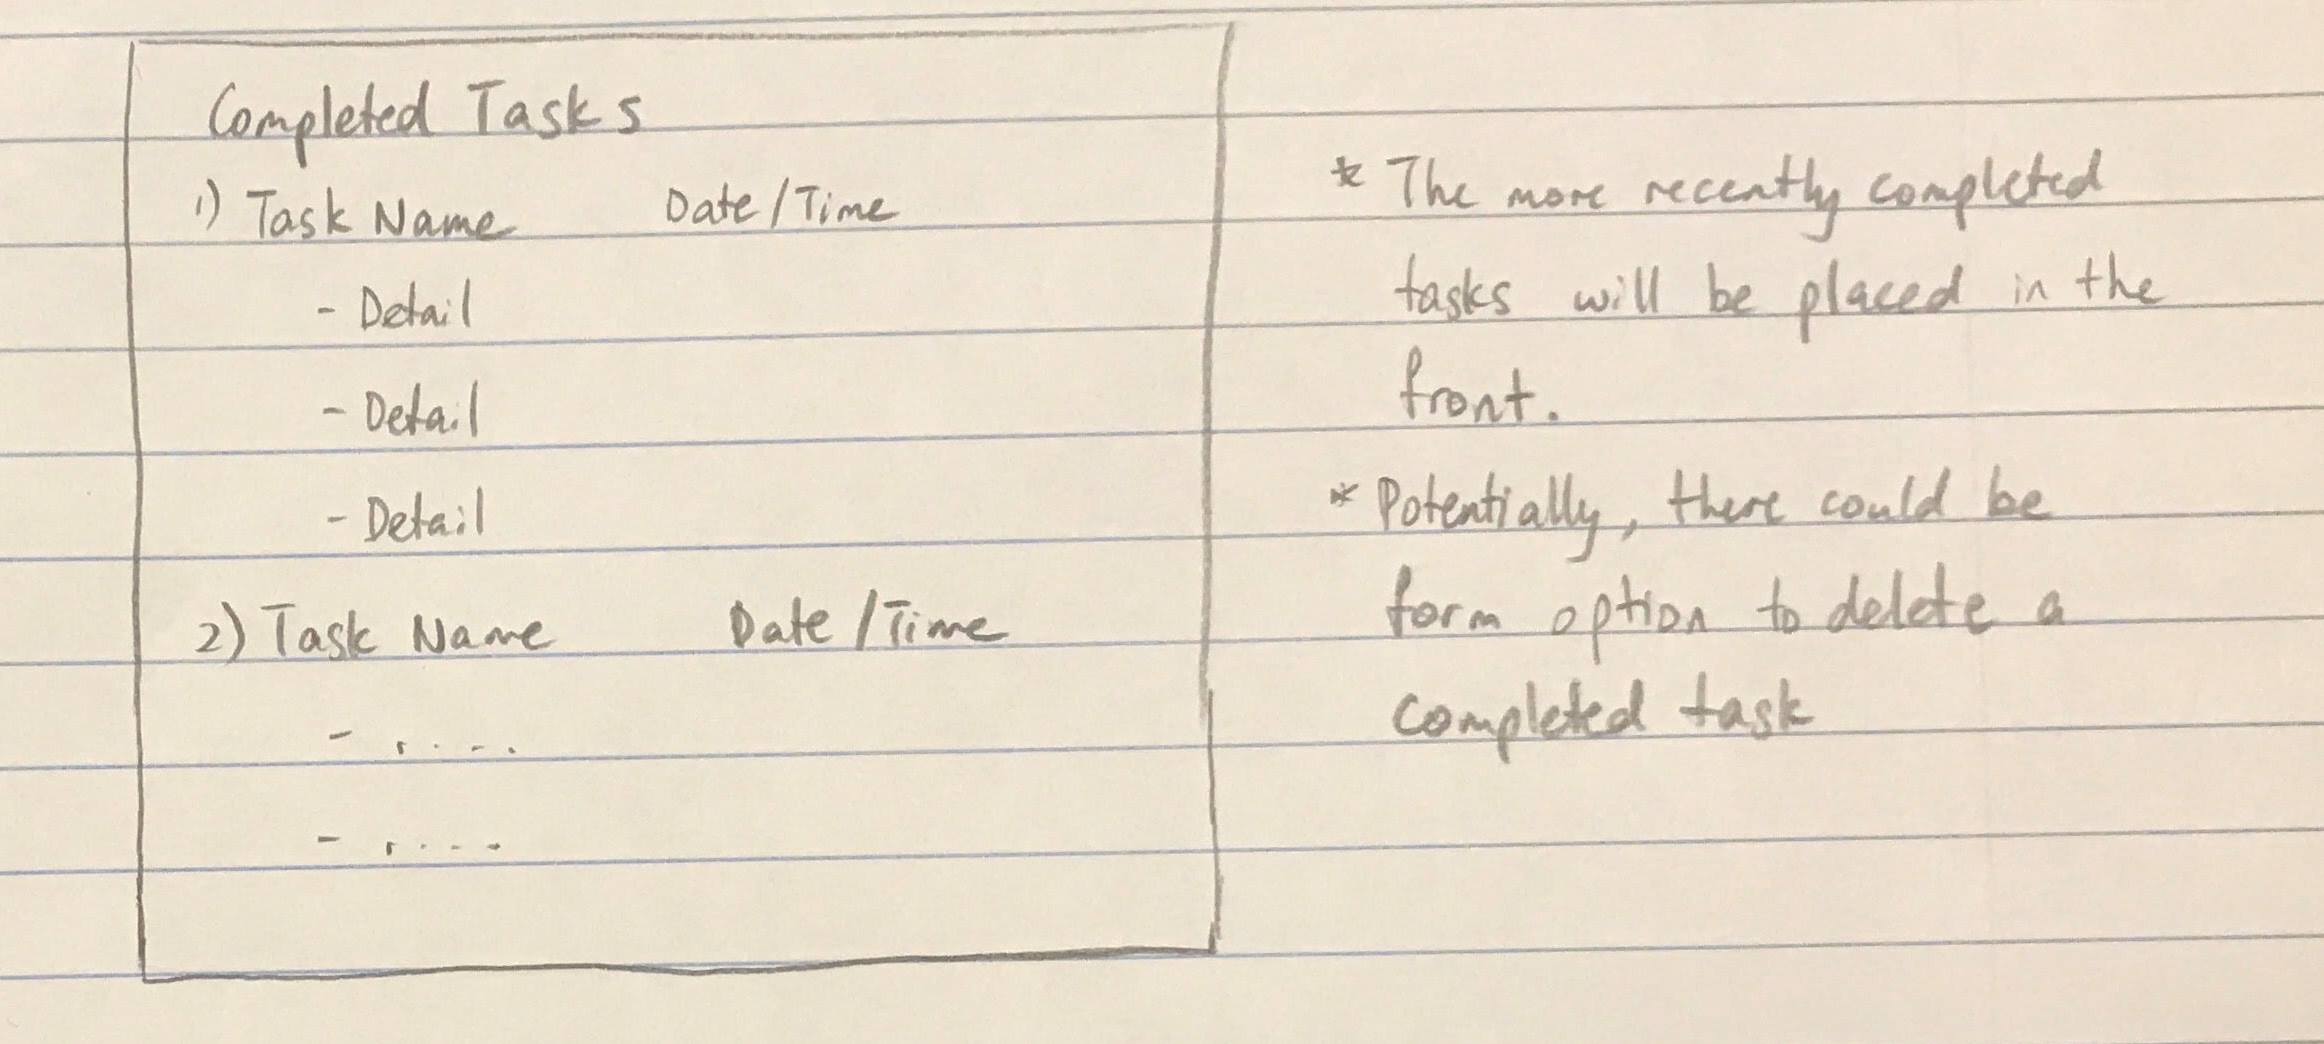 Completed Tasks
1) Task Name Date/Time
- Detail
- Detail
- Detail
2) Task Name Date/Time
- .....
- .....
* The more recently completed
tasks will be placed in the
front.
* Potentially, there could be
form option to delete a
completed task